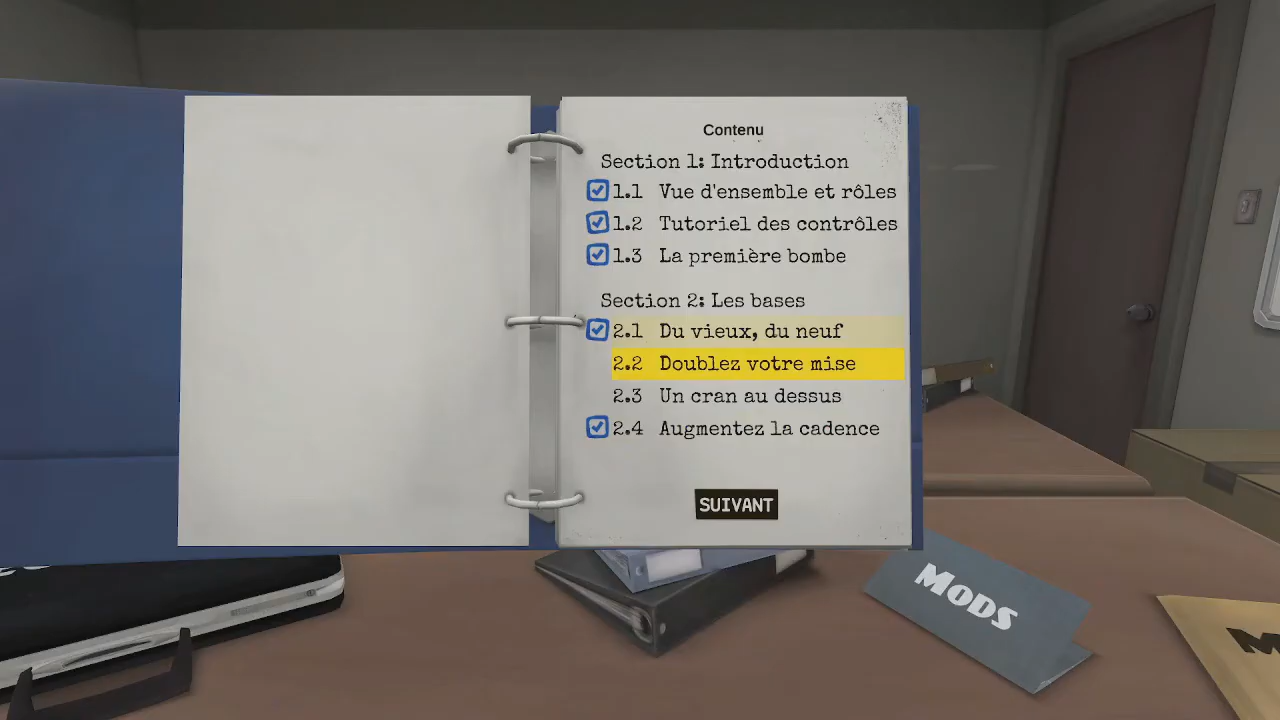 Contenu
Section 1: Introduction
1.1 Vue d'ensemble et rôles
1.2 Tutoriel des contrôles
1.3 La première bombe
Section 2: Les bases
2.1 Du vieux, du neuf
2.2 Doublez votre mise
2.3 Un cran au dessus
2.4 Augmentez la cadence
SUIVANT
MODS